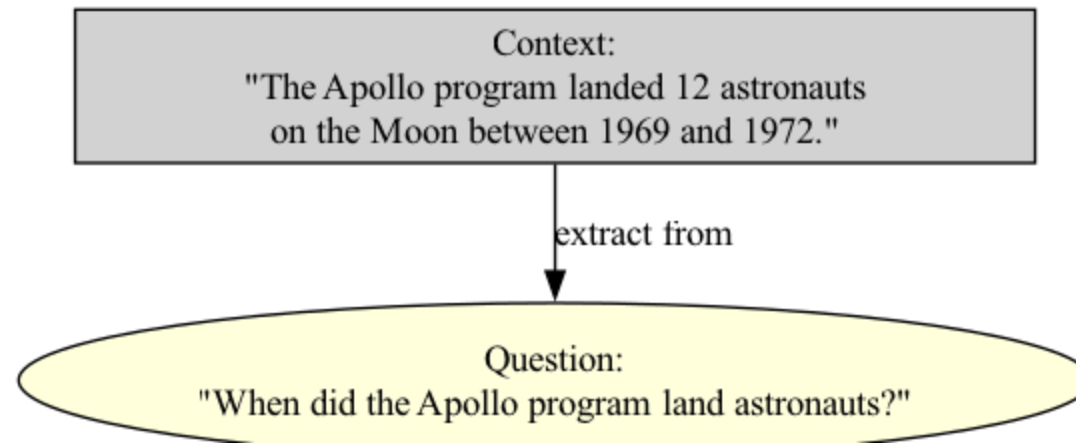 Context:
"The Apollo program landed 12 astronauts
on the Moon between 1969 and 1972."
extract from
Question:
"When did the Apollo program land astronauts?"